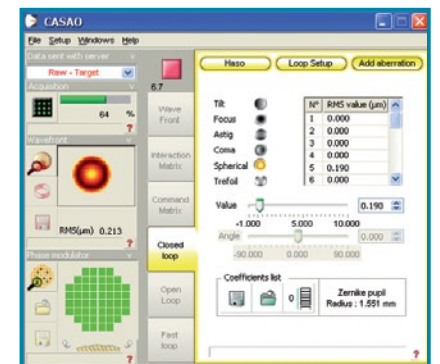 CASAO
File Setup Windows Help
Data sent with server v
Raw - Target
Acquisition v
64 %
?
Wavefront v
RMS(µm) 0.213
?
Phase modulator v
?
6.7
Wave Front
Interaction Matrix
Command Matrix
Closed loop
Open Loop
Fast loop
Haso Loop Setup Add aberration
Tilt
Focus
Astig
Coma
Spherical
Trefoil
N° RMS value (µm)
1 0.000
2 0.000
3 0.000
4 0.000
5 0.190
6 0.000
Value 0.190
-1.000 5.000 10.000
Angle 0.000
-90.000 0.000 90.000
Coefficients list
0
Zernike pupil
Radius : 1.551 mm
?